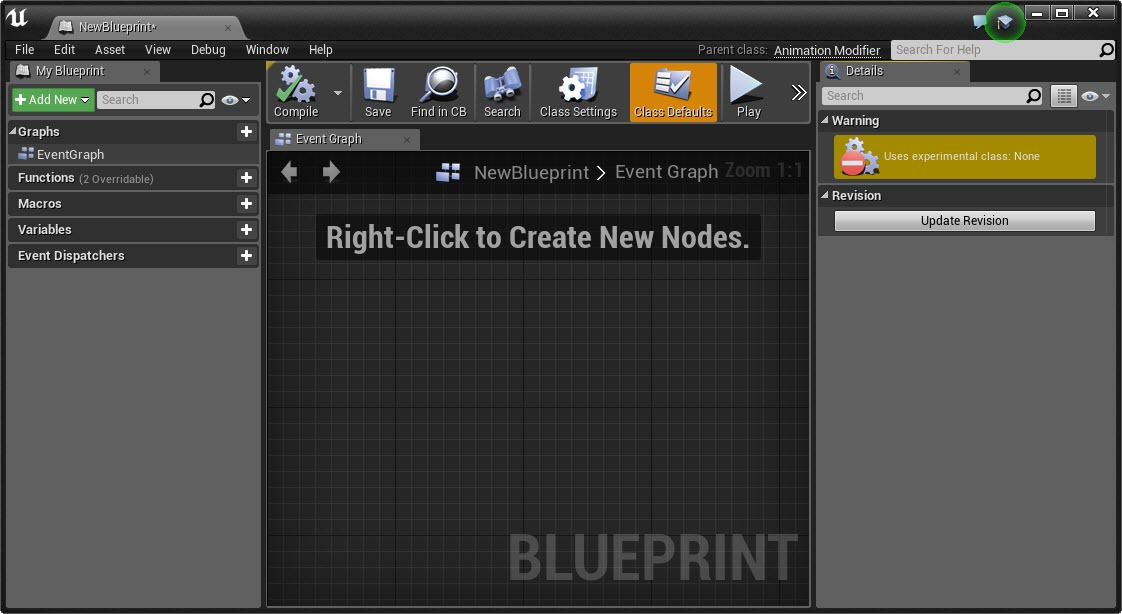 NewBlueprint*
File Edit Asset View Debug Window Help
Parent class: Animation Modifier
Search For Help
My Blueprint
Add New
Search
Graphs
EventGraph
Functions (2 Overridable)
Macros
Variables
Event Dispatchers
Compile
Save
Find in CB
Search
Class Settings
Class Defaults
Play
Event Graph
NewBlueprint > Event Graph
Zoom 1:1
Right-Click to Create New Nodes.
BLUEPRINT
Details
Search
Warning
Uses experimental class: None
Revision
Update Revision